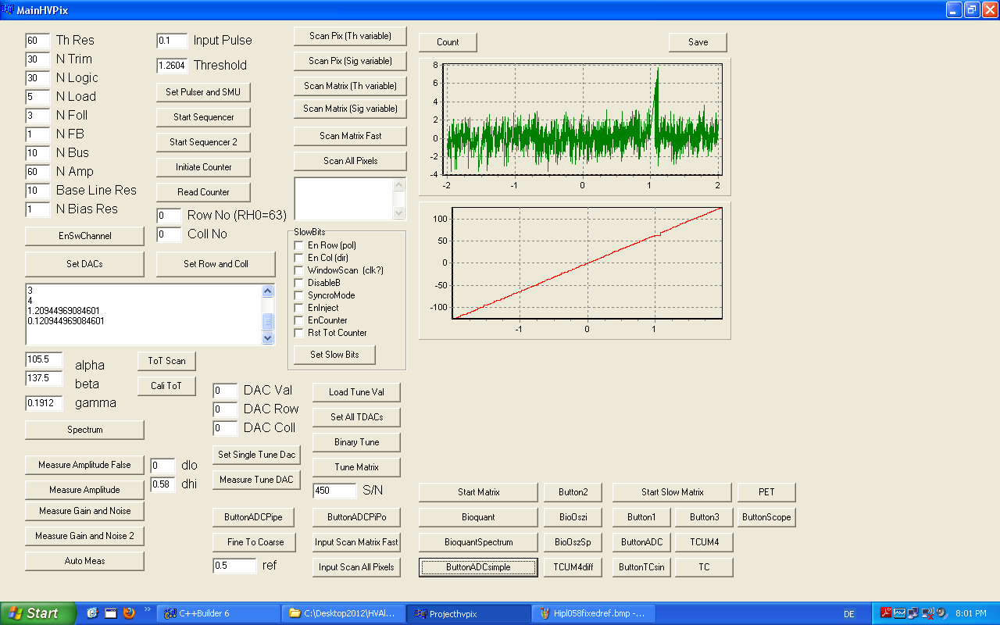 MainHVPix
60 Th Res
30 N Trim
30 N Logic
5 N Load
3 N Foll
1 N FB
10 N Bus
60 N Amp
10 Base Line Res
1 N Bias Res
EnSwChannel
Set DACs
0.1 Input Pulse
1.2604 Threshold
Set Pulser and SMU
Start Sequencer
Start Sequencer 2
Initiate Counter
Read Counter
0 Row No (RH0=63)
0 Coll No
Set Row and Coll
3
4
1.20944969084601
0.120944969084601
Scan Pix (Th variable)
Scan Pix (Sig variable)
Scan Matrix (Th variable)
Scan Matrix (Sig variable)
Scan Matrix Fast
Scan All Pixels
SlowBits
En Row (pol)
En Col (dir)
WindowScan (clk?)
DisableB
SyncroMode
EnInject
EnCounter
Rst Tot Counter
Set Slow Bits
Count
Save
8
6
4
2
0
-2
-4
-2 -1 0 1 2
100
50
0
-50
-100
-1 0 1
105.5 alpha
137.5 beta
0.1912 gamma
ToT Scan
Cali ToT
Spectrum
0 DAC Val
0 DAC Row
0 DAC Coll
Set Single Tune Dac
Measure Tune DAC
Load Tune Val
Set All TDACs
Binary Tune
Tune Matrix
450 S/N
Measure Amplitude False
Measure Amplitude
Measure Gain and Noise
Measure Gain and Noise 2
Auto Meas
0 dlo
0.58 dhi
ButtonADCPipe
Fine To Coarse
0.5 ref
ButtonADCPiPo
Input Scan Matrix Fast
Input Scan All Pixels
Start Matrix
Button2
Start Slow Matrix
PET
Bioquant
BioOszi
Button1
Button3
ButtonScope
BioquantSpectrum
BioOszSp
ButtonADC
TCUM4
ButtonADCsimple
TCUM4diff
ButtonTCsin
TC
Start
»
C++Builder 6
C:\Desktop2012\HVAl...
Projecthvpix
Hipl058fixedref.bmp -...
DE
8:01 PM